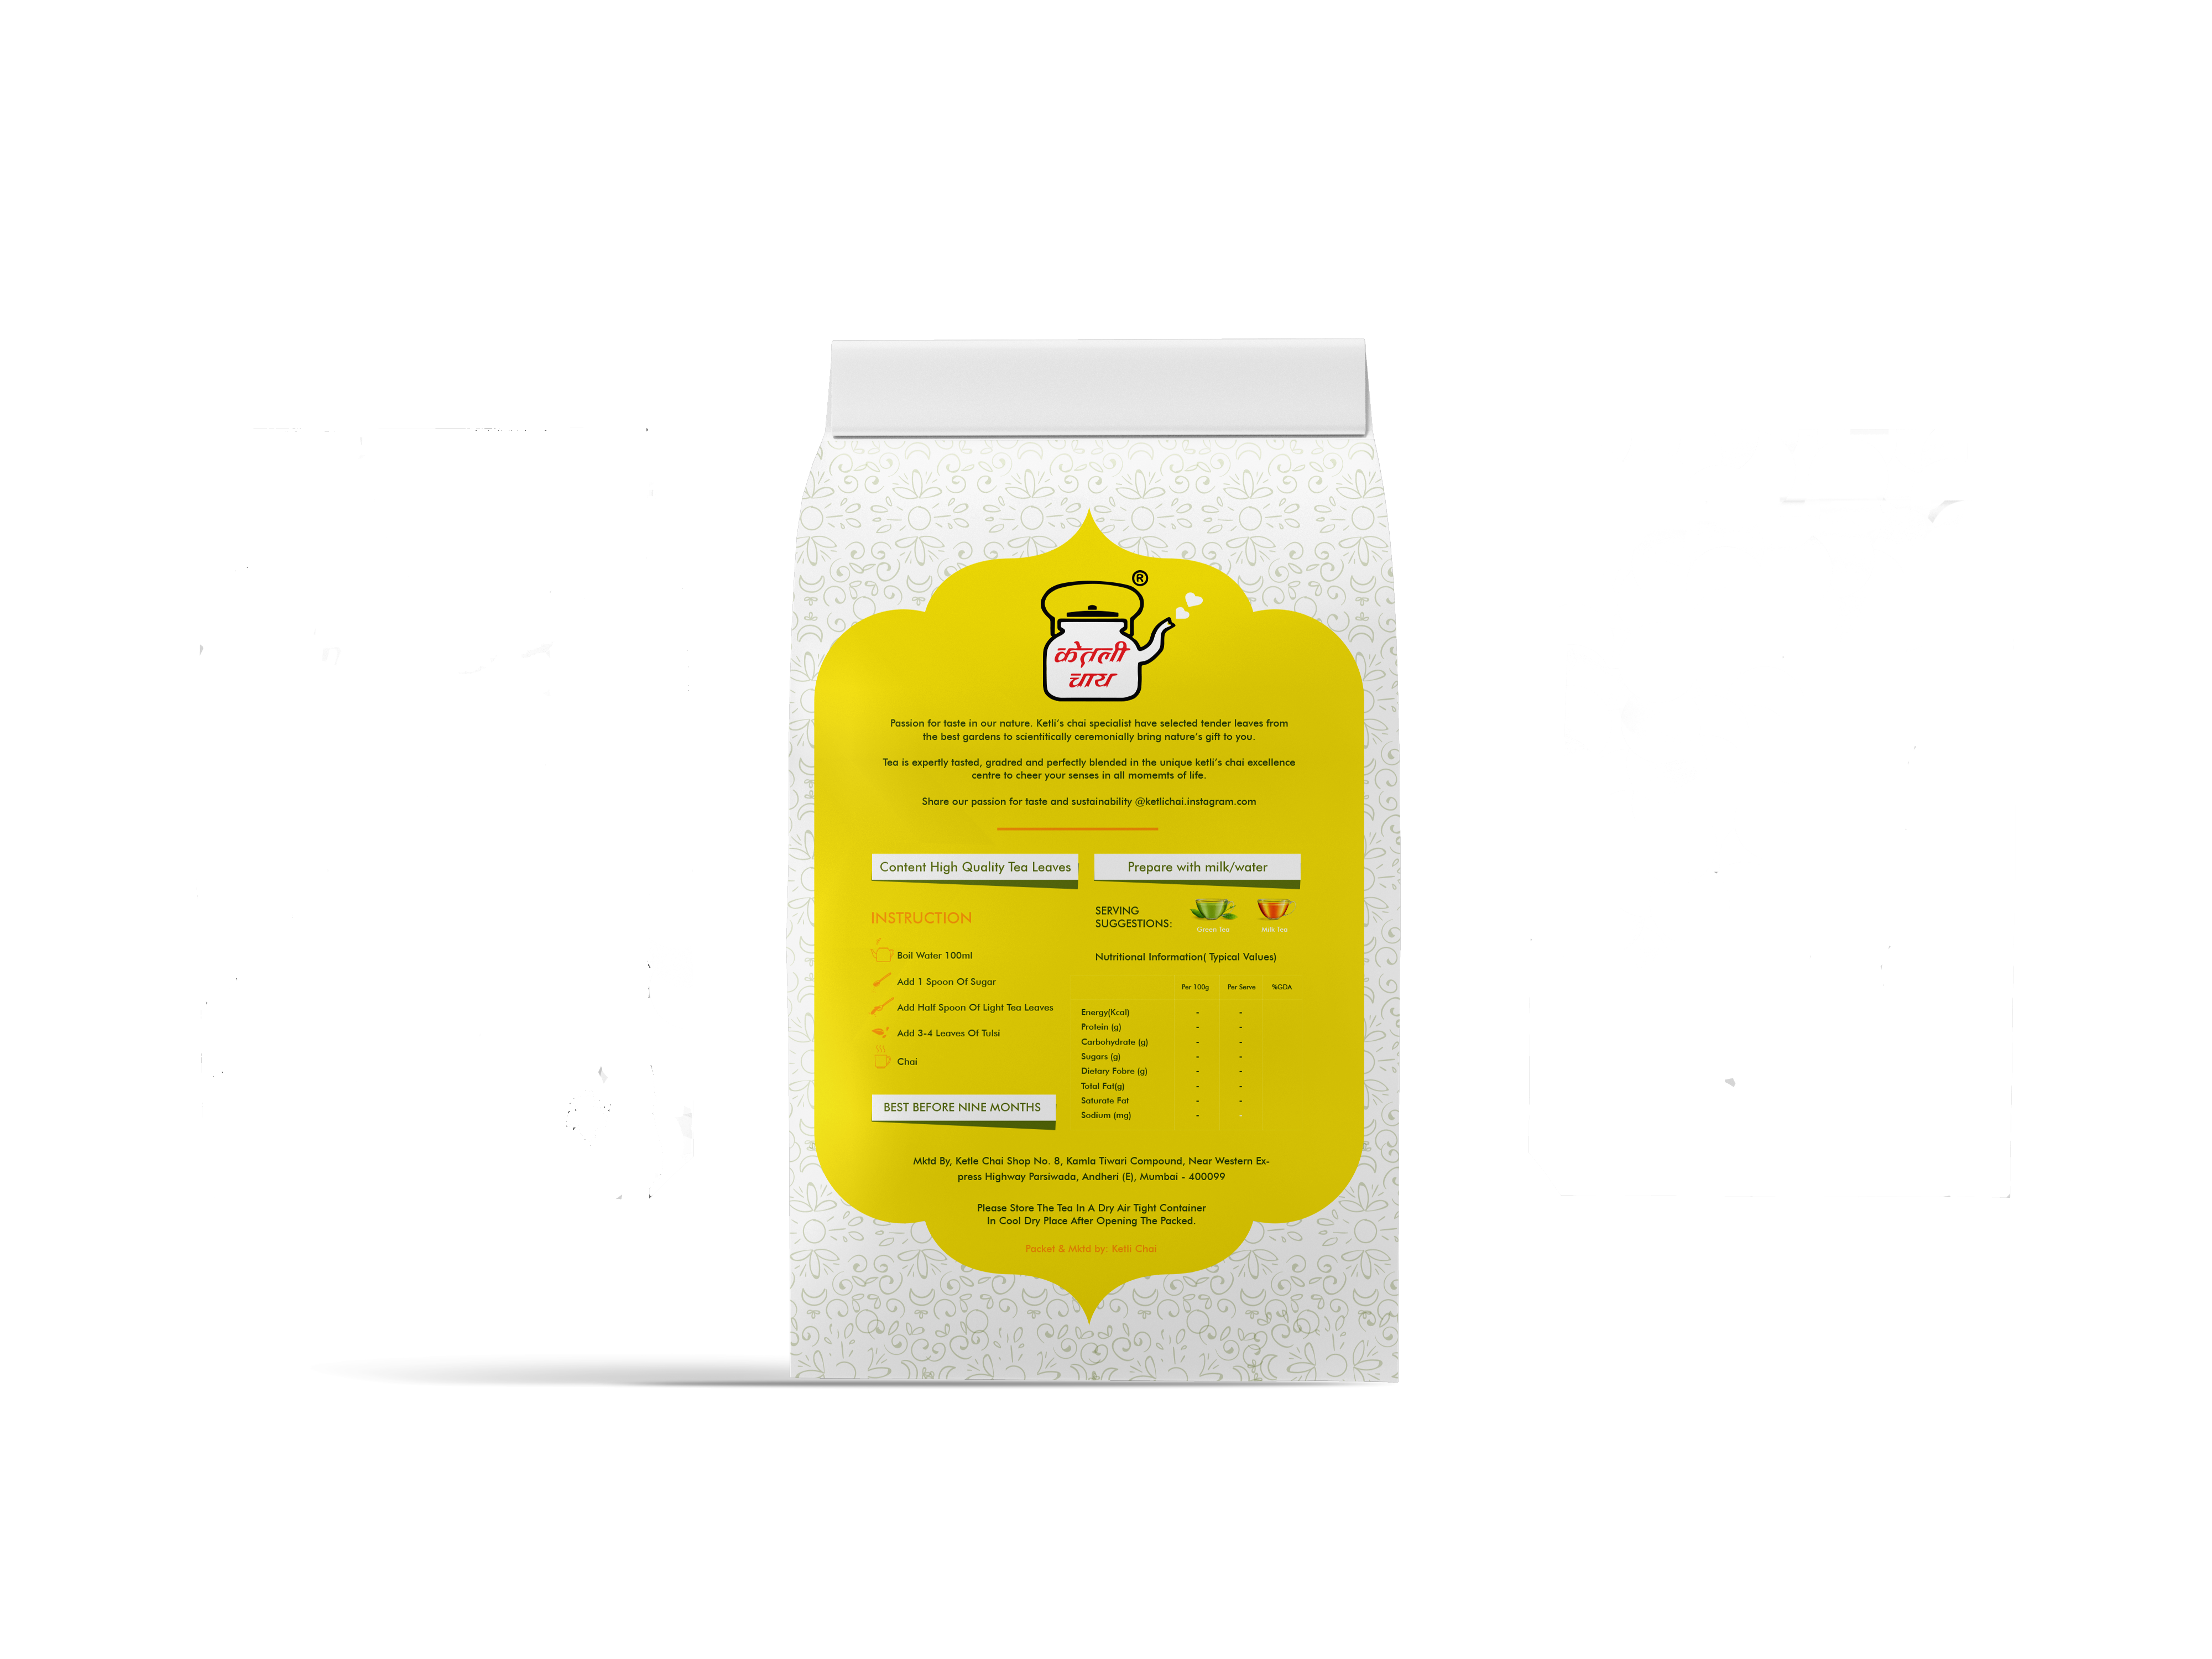 ®
केतली
चाय
Passion for taste in our nature. Ketli's chai specialist have selected tender leaves from
the best gardens to scientitically ceremonially bring nature's gift to you.
Tea is expertly tasted, gradred and perfectly blended in the unique ketli's chai excellence
centre to cheer your senses in all momemts of life.
Share our passion for taste and sustainability @ketlichai.instagram.com
Content High Quality Tea Leaves
Prepare with milk/water
INSTRUCTION
Boil Water 100ml
Add 1 Spoon Of Sugar
Add Half Spoon Of Light Tea Leaves
Add 3-4 Leaves Of Tulsi
Chai
BEST BEFORE NINE MONTHS
SERVING
SUGGESTIONS:
Green Tea
Milk Tea
Nutritional Information( Typical Values)
Per 100g Per Serve %GDA
Energy(Kcal) - -
Protein (g) - -
Carbohydrate (g) - -
Sugars (g) - -
Dietary Fobre (g) - -
Total Fat(g) - -
Saturate Fat - -
Sodium (mg) - -
Mktd By, Ketle Chai Shop No. 8, Kamla Tiwari Compound, Near Western Ex-
press Highway Parsiwada, Andheri (E), Mumbai - 400099
Please Store The Tea In A Dry Air Tight Container
In Cool Dry Place After Opening The Packed.
Packet & Mktd by: Ketli Chai